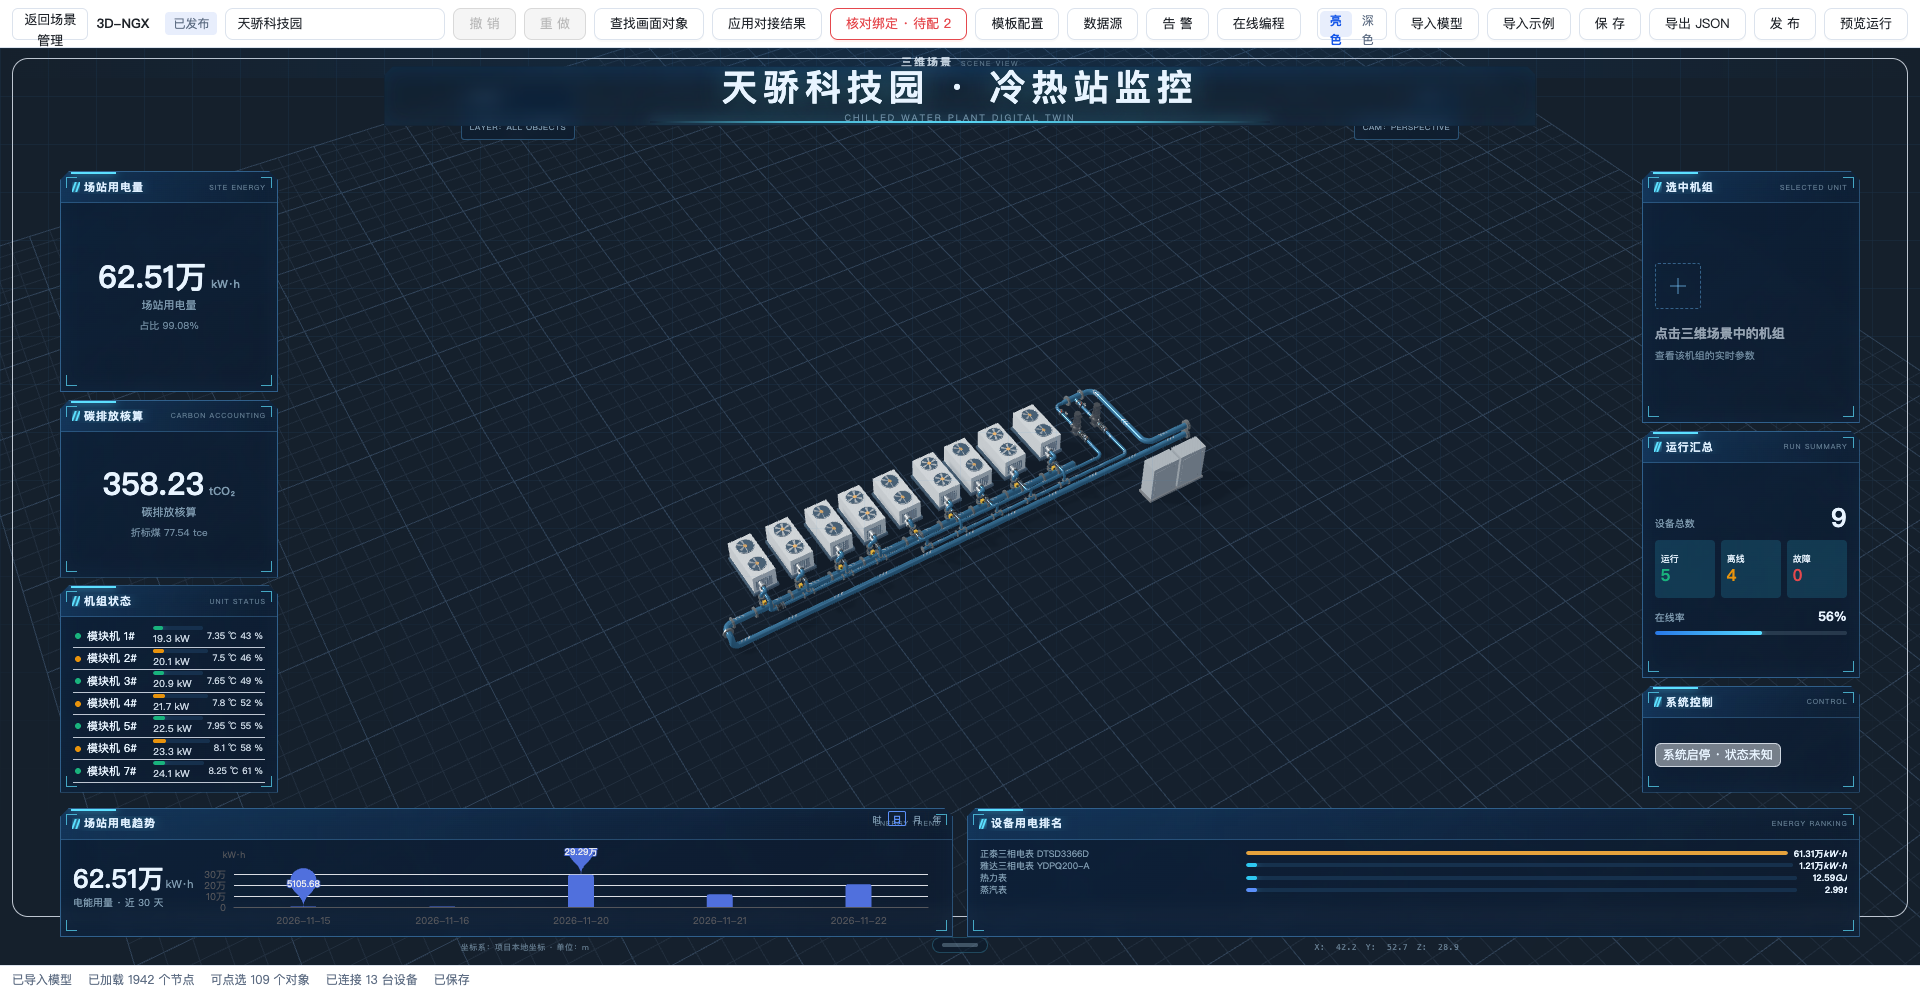 返回场景管理
3D-NGX
已发布
天骄科技园
撤 销
重 做
查找画面对象
应用对接结果
核对绑定 · 待配 2
模板配置
数据源
告 警
在线编程
亮色
深色
导入模型
导入示例
保 存
导出 JSON
发 布
预览运行
三维场景 SCENE VIEW
天骄科技园 · 冷热站监控
CHILLED WATER PLANT DIGITAL TWIN
LAYER: ALL OBJECTS
CAM: PERSPECTIVE
场站用电量 SITE ENERGY
62.51万 kW·h
场站用电量
占比 99.08%
碳排放核算 CARBON ACCOUNTING
358.23 tCO₂
碳排放核算
折标煤 77.54 tce
机组状态 UNIT STATUS
模块机 1# 19.3 kW 7.35 ℃ 43 %
模块机 2# 20.1 kW 7.5 ℃ 46 %
模块机 3# 20.9 kW 7.65 ℃ 49 %
模块机 4# 21.7 kW 7.8 ℃ 52 %
模块机 5# 22.5 kW 7.95 ℃ 55 %
模块机 6# 23.3 kW 8.1 ℃ 58 %
模块机 7# 24.1 kW 8.25 ℃ 61 %
选中机组 SELECTED UNIT
点击三维场景中的机组
查看该机组的实时参数
运行汇总 RUN SUMMARY
设备总数 9
运行 5
离线 4
故障 0
在线率 56%
系统控制 CONTROL
系统启停 · 状态未知
场站用电趋势 ENERGY TREND
时 日 月 年
62.51万 kW·h
电能用量 · 近 30 天
kW·h
30万
20万
10万
0
5105.68
29.29万
2026-11-15
2026-11-16
2026-11-20
2026-11-21
2026-11-22
设备用电排名 ENERGY RANKING
正泰三相电表 DTSD3366D 61.31万kW·h
雅达三相电表 YDPQ200-A 1.21万kW·h
热力表 12.59GJ
蒸汽表 2.99t
坐标系: 项目本地坐标 · 单位: m
X: 42.2 Y: 52.7 Z: 28.9
已导入模型
已加载 1942 个节点
可点选 109 个对象
已连接 13 台设备
已保存